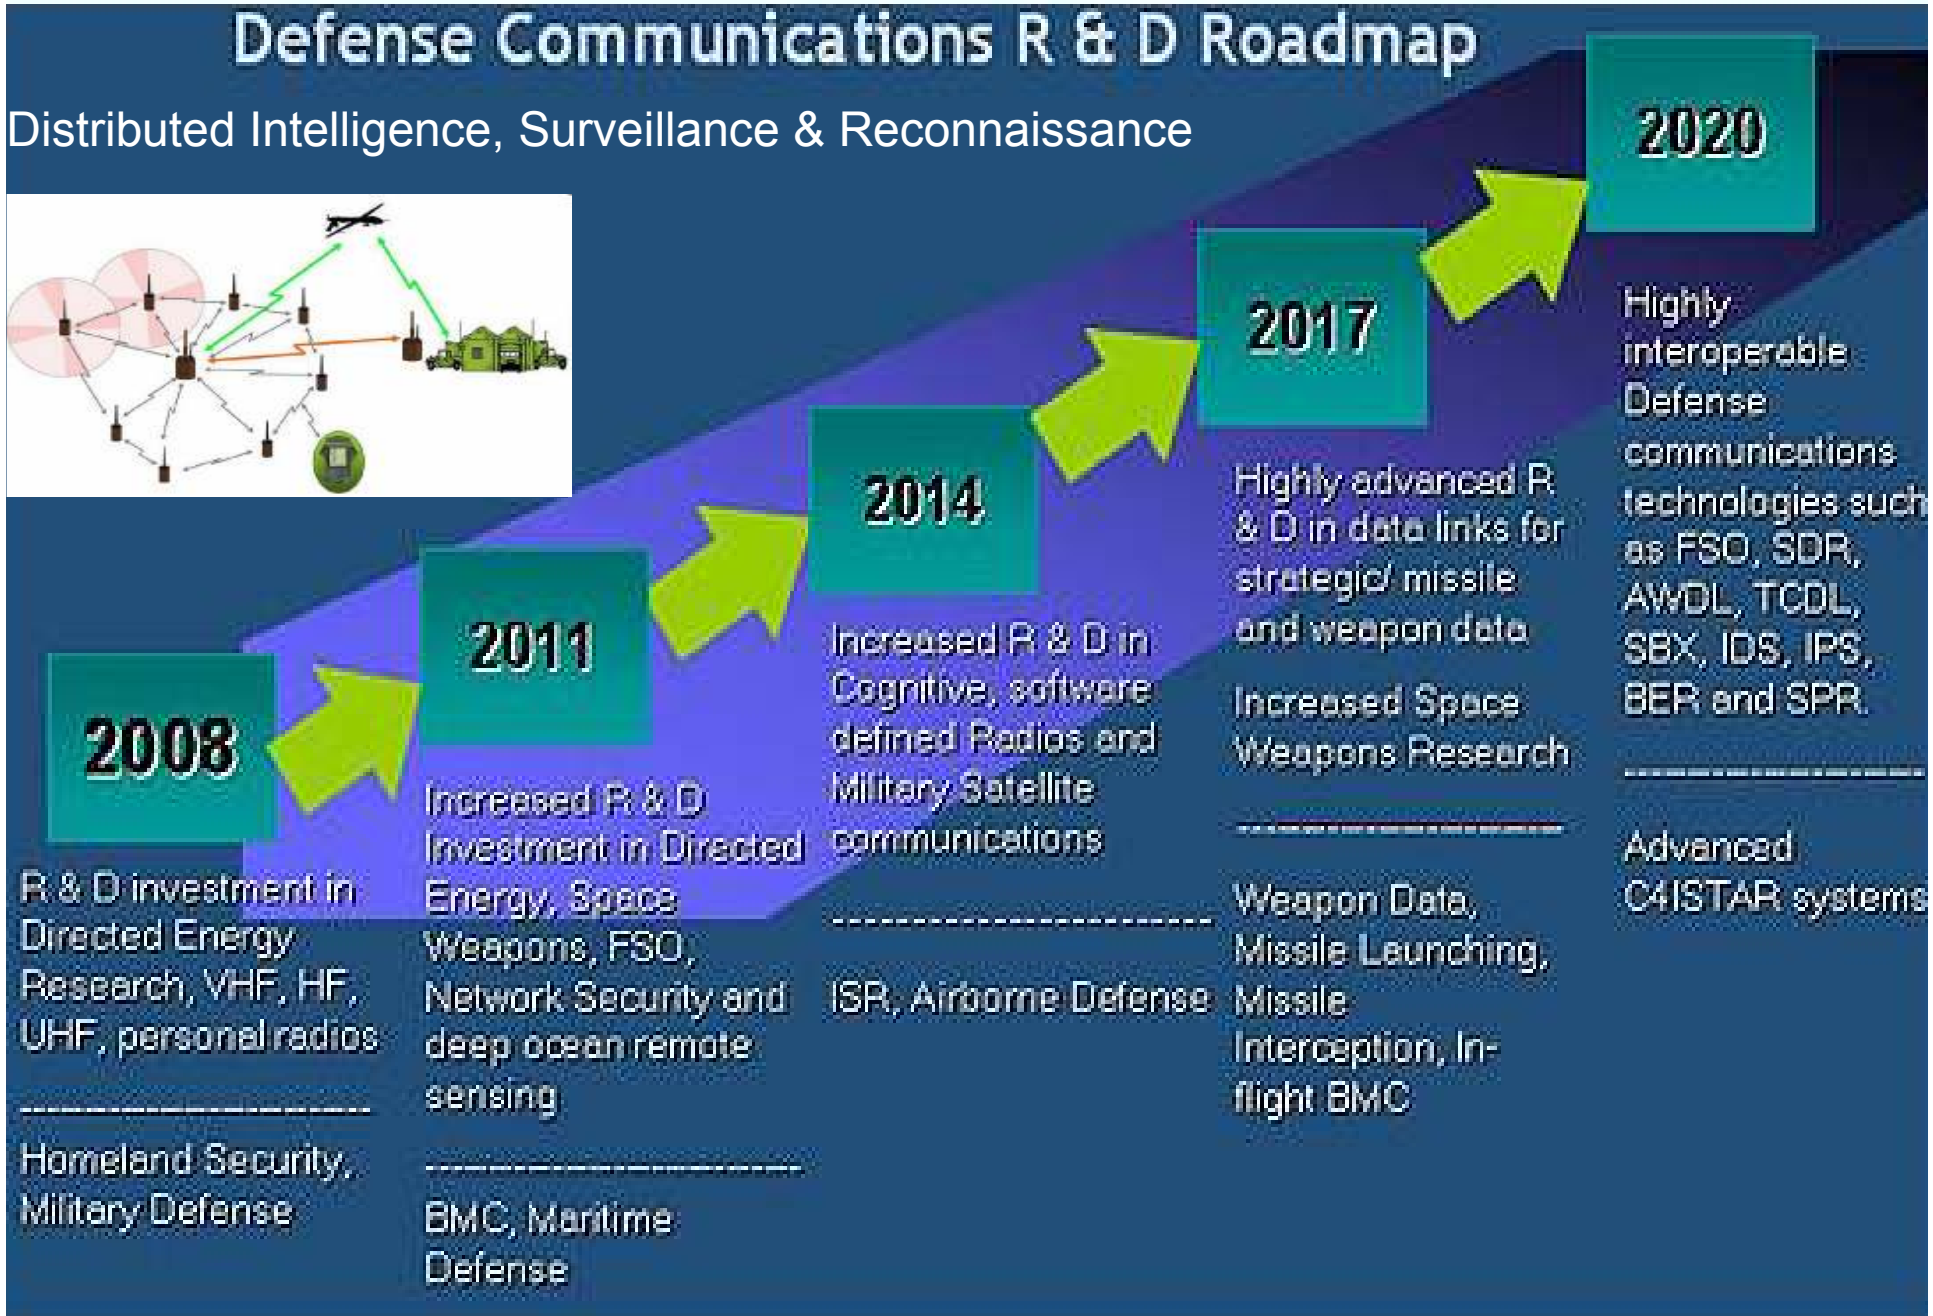 Defense Communications R & D Roadmap
Distributed Intelligence, Surveillance & Reconnaissance
2008
R & D investment in
Directed Energy
Research, VHF, HF,
UHF, personal radios
----------------------------
Homeland Security,
Military Defense
2011
Increased R & D
Investment in Directed
Energy, Space
Weapons, FSO,
Network Security and
deep ocean remote
sensing
------------------------------
BMC, Maritime
Defense
2014
Increased R & D in
Cognitive, software
defined Radios and
Military Satellite
communications
------------------------------
ISR, Airborne Defense
2017
Highly advanced R
& D in data links for
strategic/ missile
and weapon data
Increased Space
Weapons Research
--------------------------
Weapon Data,
Missile Launching,
Missile
Interception, In-
flight BMC
2020
Highly
interoperable
Defense
communications
technologies such
as FSO, SDR,
AWDL, TCDL,
SBX, IDS, IPS,
BER and SPR.
------------------------
Advanced
C4ISTAR systems